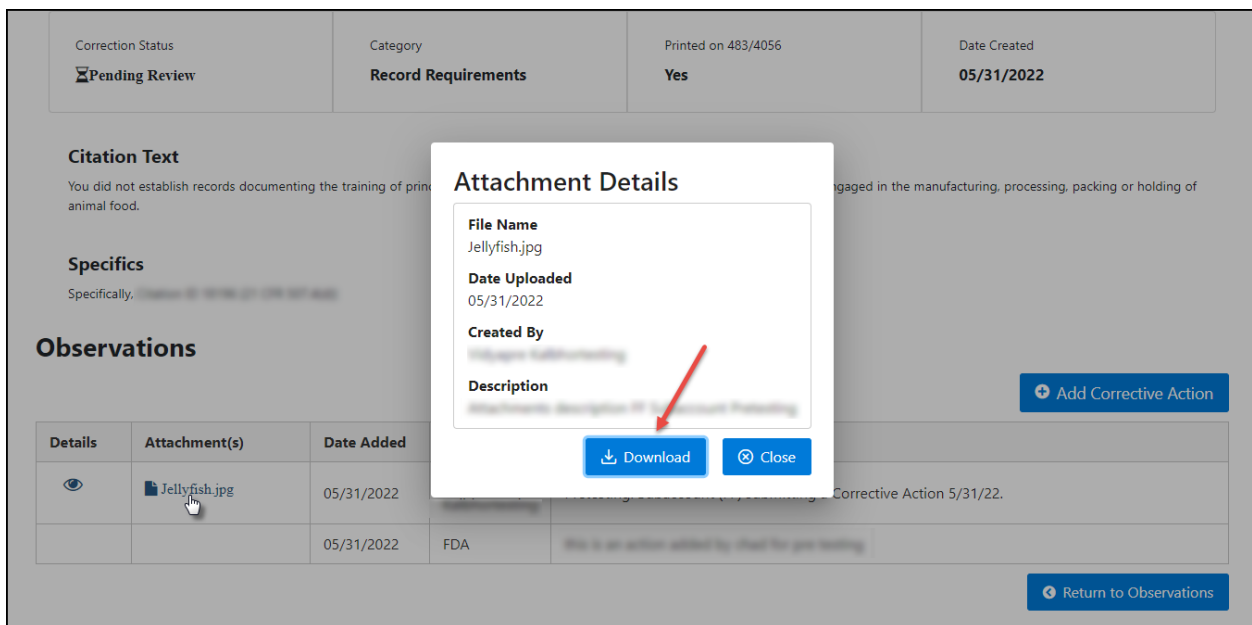 Correction Status
Category
Printed on 483/4056
Date Created
Pending Review
Record Requirements
Yes
05/31/2022
Citation Text
You did not establish records documenting the training of
gaged in the manufacturing, processing, packing or holding of
animal food.
Specifics
Specifically,
Attachment Details
File Name
Jellyfish.jpg
Date Uploaded
05/31/2022
Created By
Description
Download
Close
Observations
Add Corrective Action
Details
Attachment(s)
Date Added
Jellyfish.jpg
05/31/2022
Corrective Action 5/31/22.
05/31/2022
FDA
Return to Observations